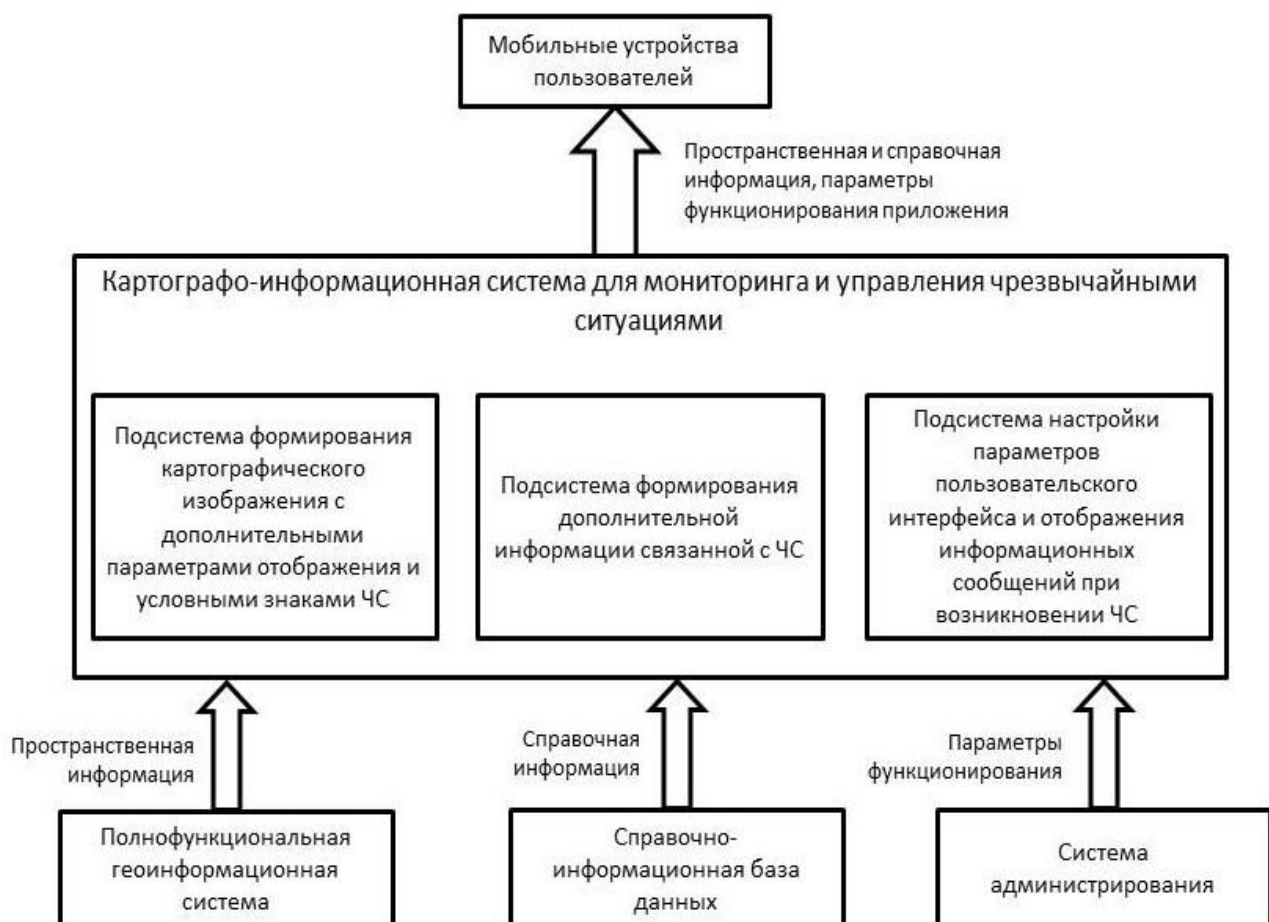 Мобильные устройства
пользователей
Пространственная и справочная
информация, параметры
функционирования приложения
Картографо-информационная система для мониторинга и управления чрезвычайными
ситуациями
Подсистема формирования
картографического
изображения с
дополнительными
параметрами отображения и
условными знаками ЧС
Подсистема формирования
дополнительной
информации связанной с ЧС
Подсистема настройки
параметров
пользовательского
интерфейса и отображения
информационных
сообщений при
возникновении ЧС
Пространственная
информация
Справочная
информация
Параметры
функционирования
Полнофункциональная
геоинформационная
система
Справочно-
информационная база
данных
Система
администрирования